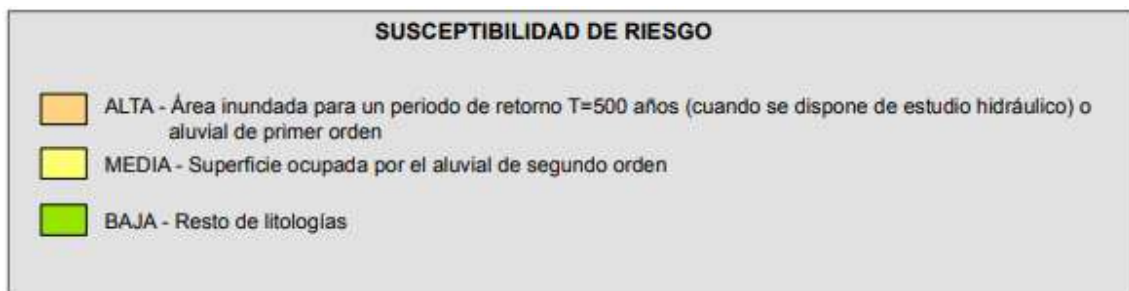 SUSCEPTIBILIDAD DE RIESGO
ALTA - Área inundada para un periodo de retorno T=500 años (cuando se dispone de estudio hidráulico) o
aluvial de primer orden
MEDIA - Superficie ocupada por el aluvial de segundo orden
BAJA - Resto de litologías